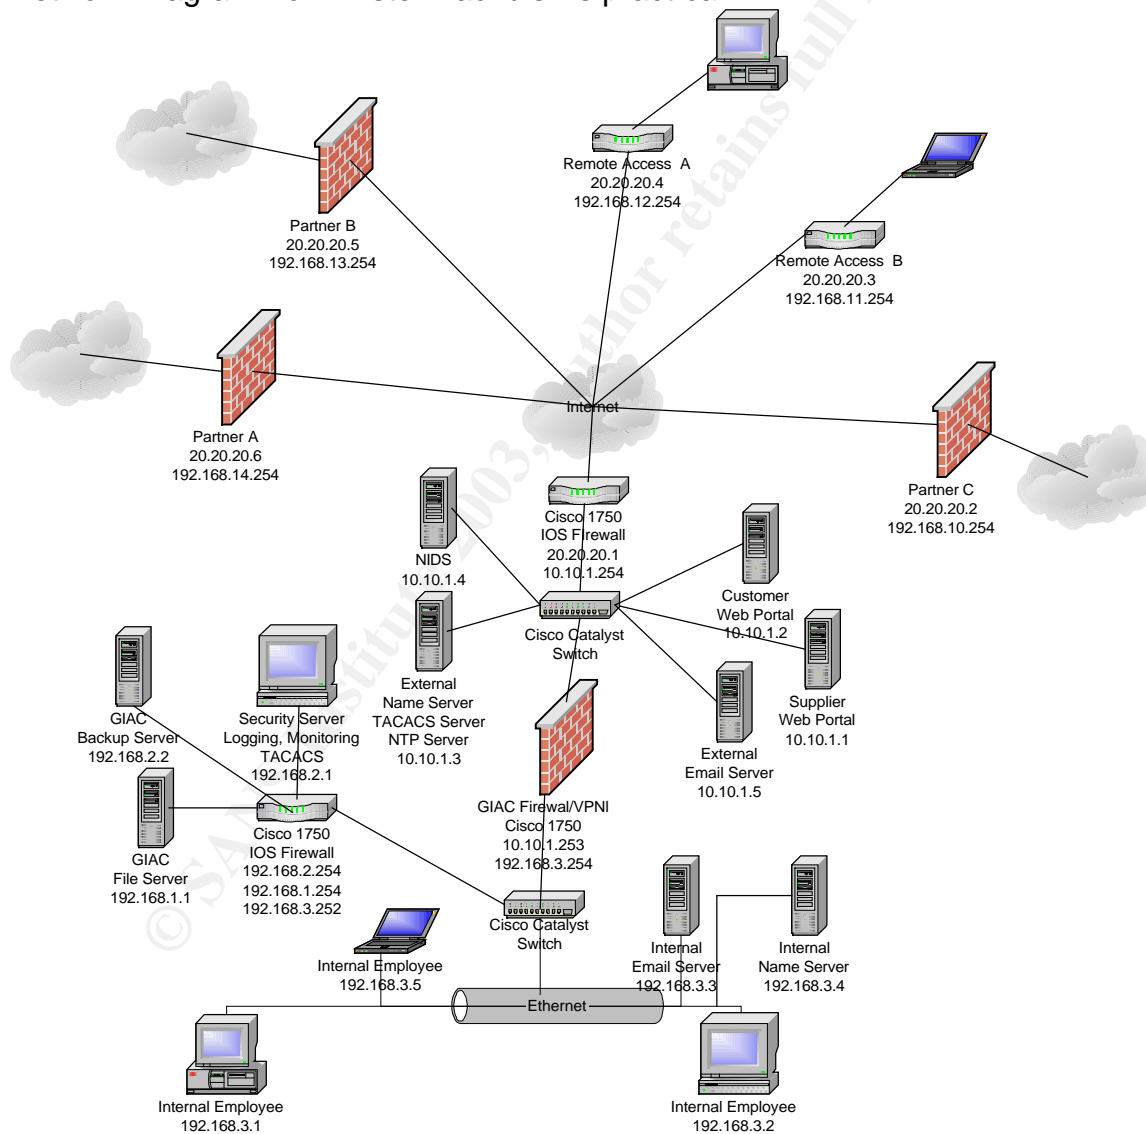 Remote Access A
20.20.20.4
192.168.12.254
Partner B
20.20.20.5
192.168.13.254
Remote Access B
20.20.20.3
192.168.11.254
Internet
Partner A
20.20.20.6
192.168.14.254
Partner C
20.20.20.2
192.168.10.254
Cisco 1750
IOS Firewall
20.20.20.1
10.10.1.254
NIDS
10.10.1.4
Customer
Web Portal
10.10.1.2
Cisco Catalyst
Switch
External
Name Server
TACACS Server
NTP Server
10.10.1.3
Supplier
Web Portal
10.10.1.1
GIAC
Backup Server
192.168.2.2
Security Server
Logging, Monitoring
TACACS
192.168.2.1
External
Email Server
10.10.1.5
GIAC Firewal/VPNl
Cisco 1750
10.10.1.253
192.168.3.254
GIAC
File Server
192.168.1.1
Cisco 1750
IOS Firewall
192.168.2.254
192.168.1.254
192.168.3.252
Cisco Catalyst
Switch
Internal Employee
192.168.3.5
Internal
Email Server
192.168.3.3
Internal
Name Server
192.168.3.4
Ethernet
Internal Employee
192.168.3.1
Internal Employee
192.168.3.2
© SANS Institute 2003, Author retains full